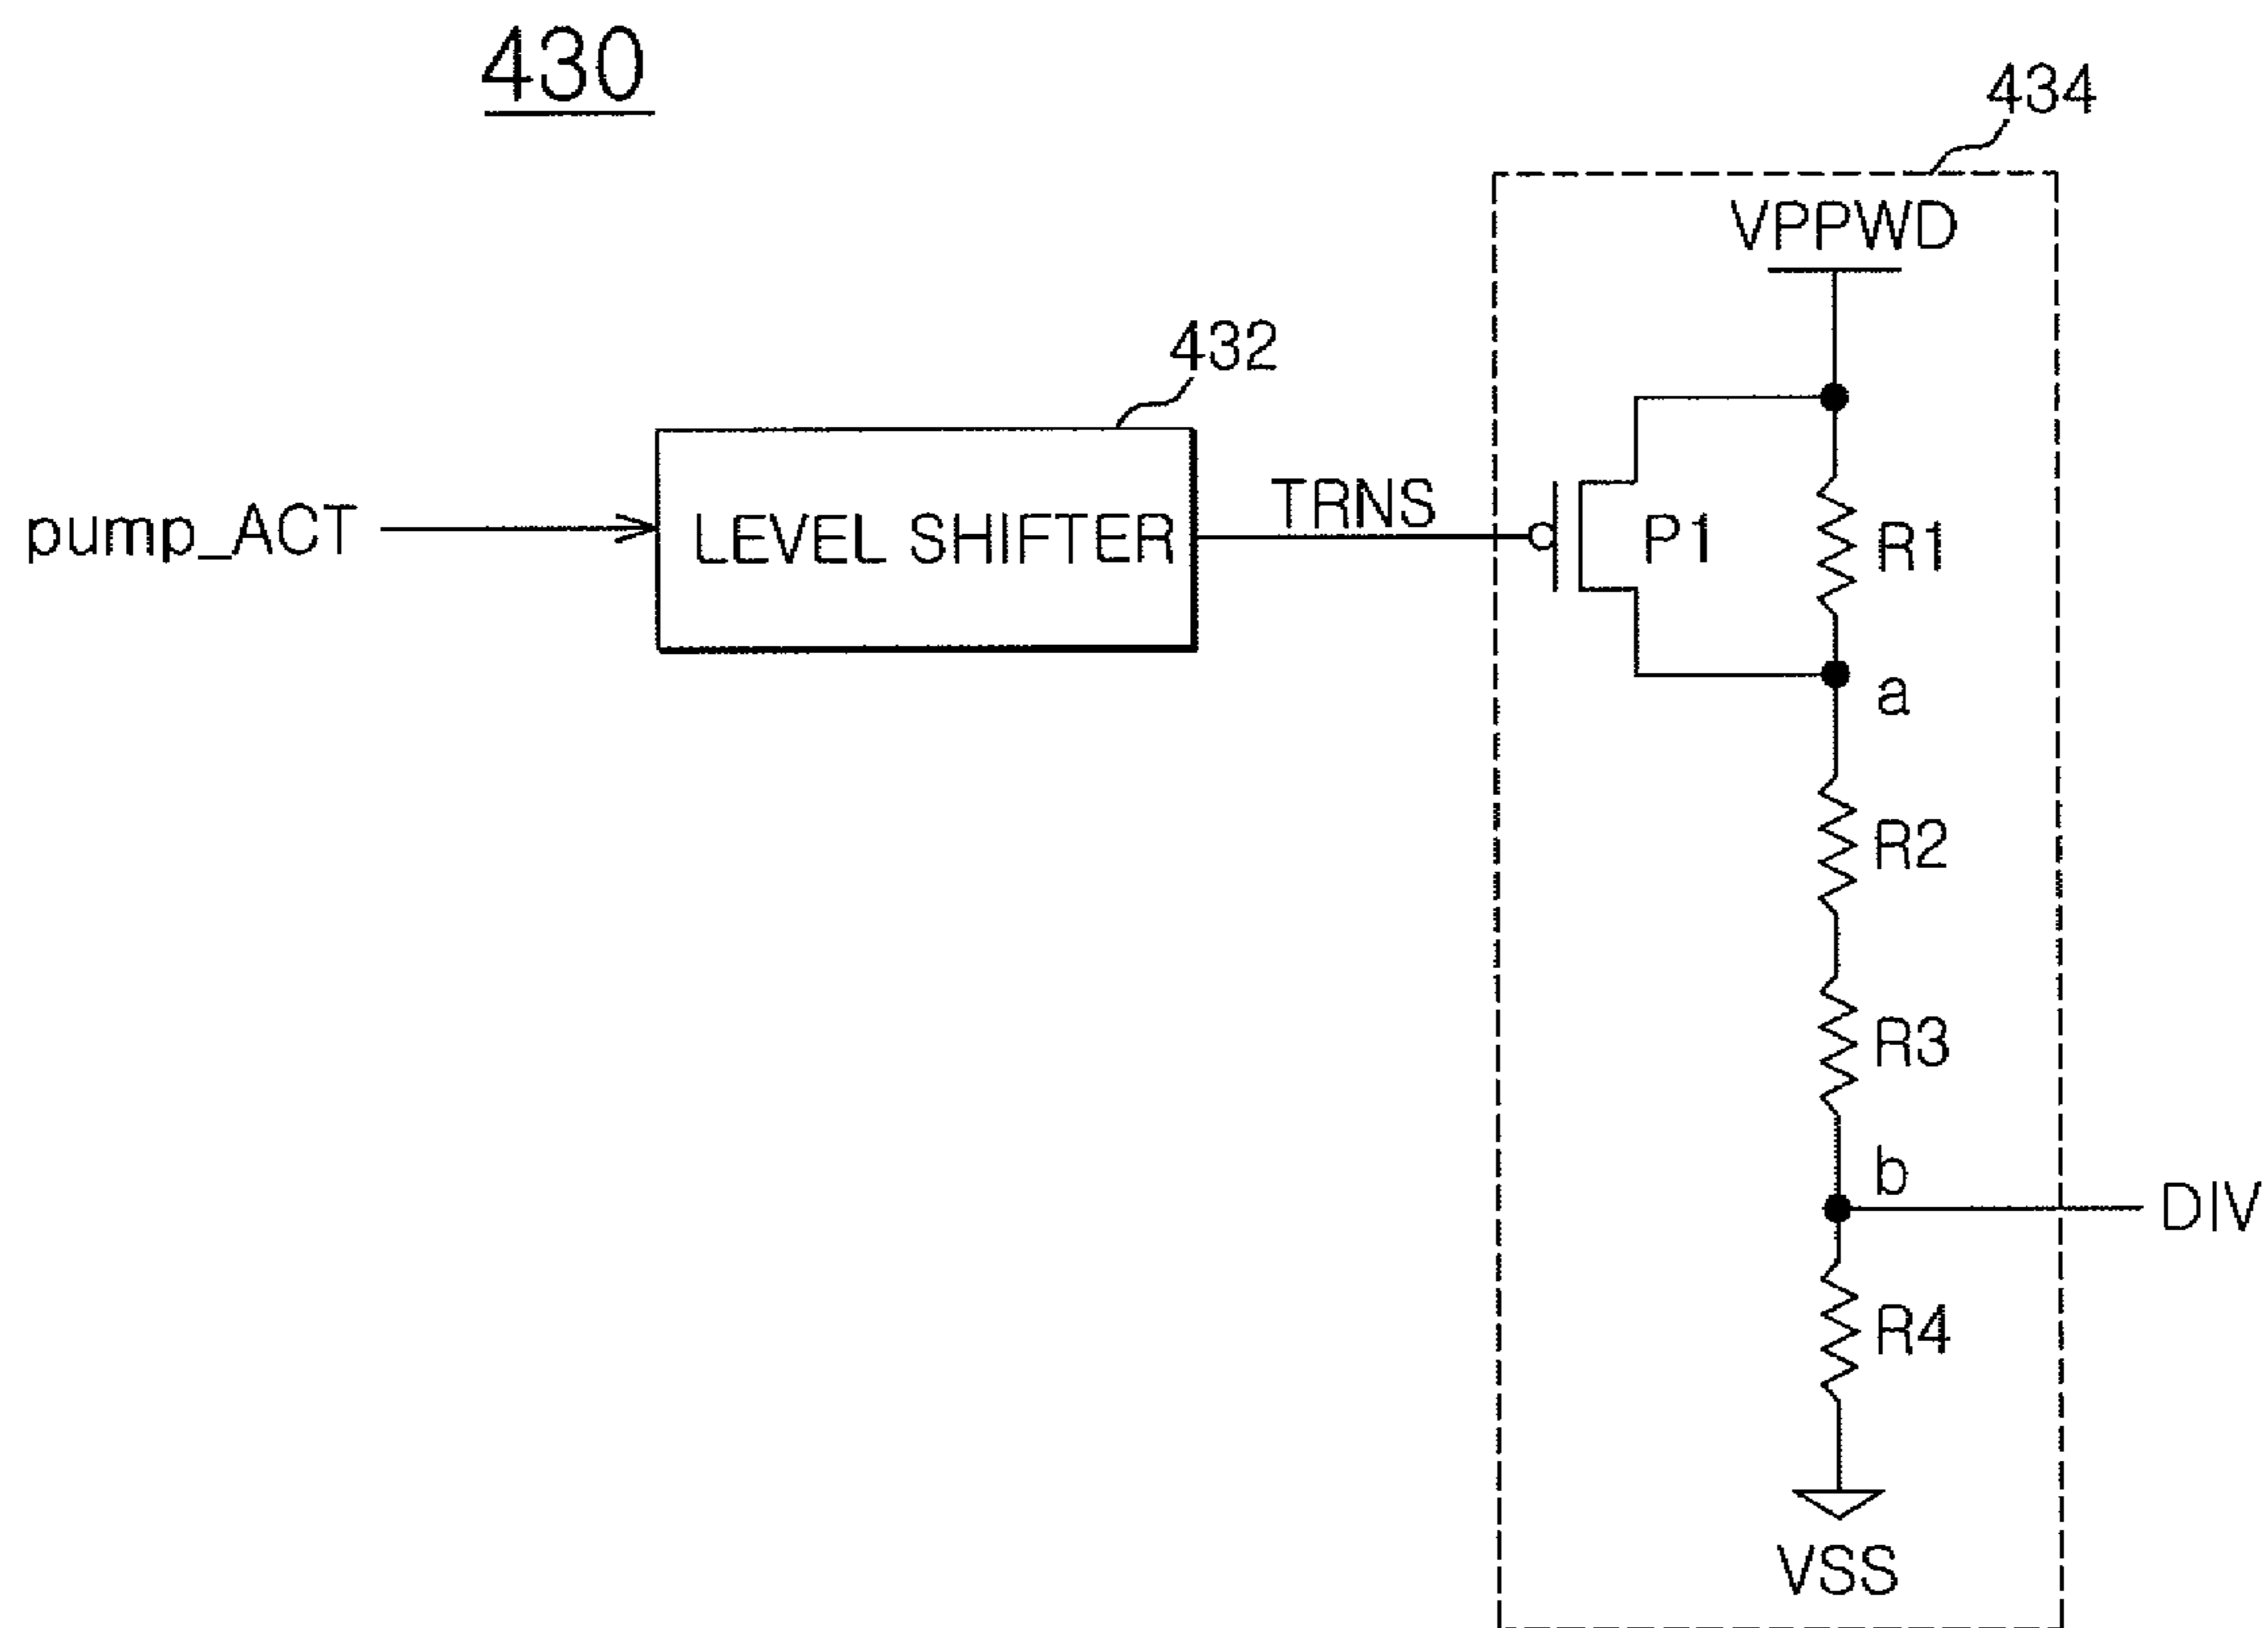 430
434
VPPWD
432
pump_ACT
LEVEL SHIFTER
TRNS
P1
R1
a
R2
R3
b
DIV
R4
VSS